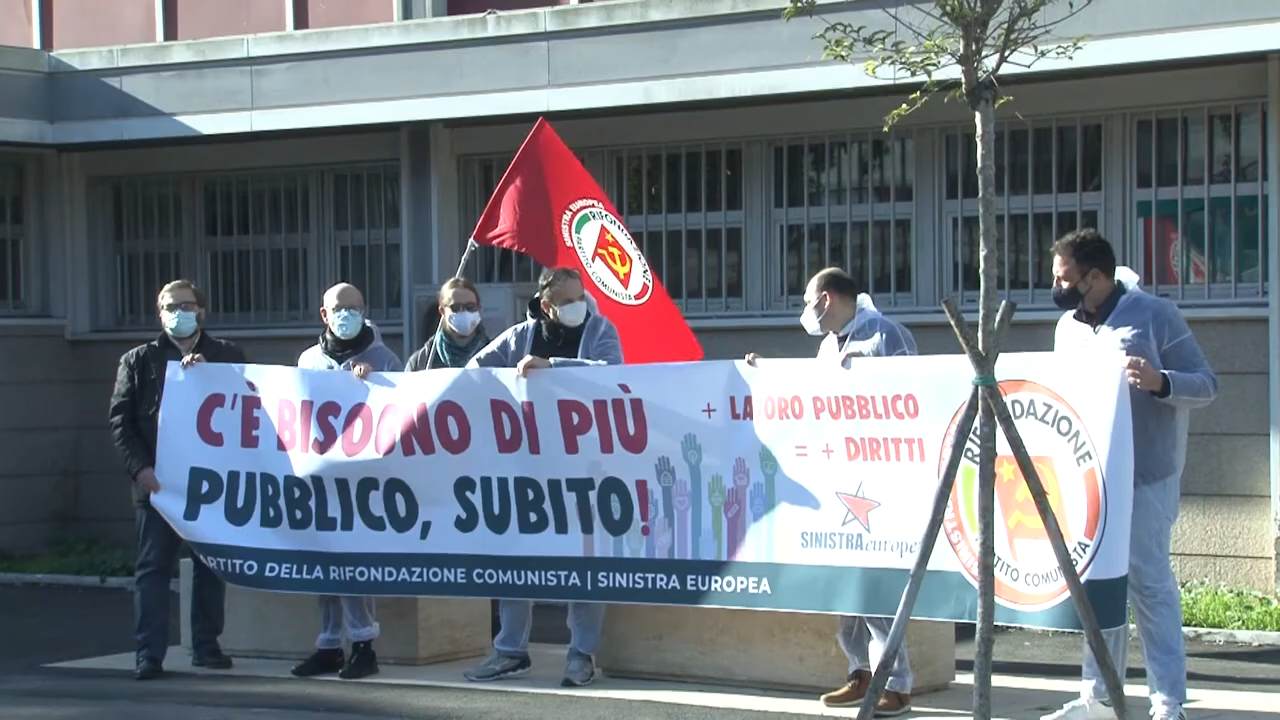 SINISTRA EUROPEA
RIFONDAZIONE
PARTITO COMUNISTA
C'È BISOGNO DI PIÙ
PUBBLICO, SUBITO!
+ LAVORO PUBBLICO
= + DIRITTI
SINISTRA europea
RIFONDAZIONE
PARTITO COMUNISTA
PARTITO DELLA RIFONDAZIONE COMUNISTA | SINISTRA EUROPEA